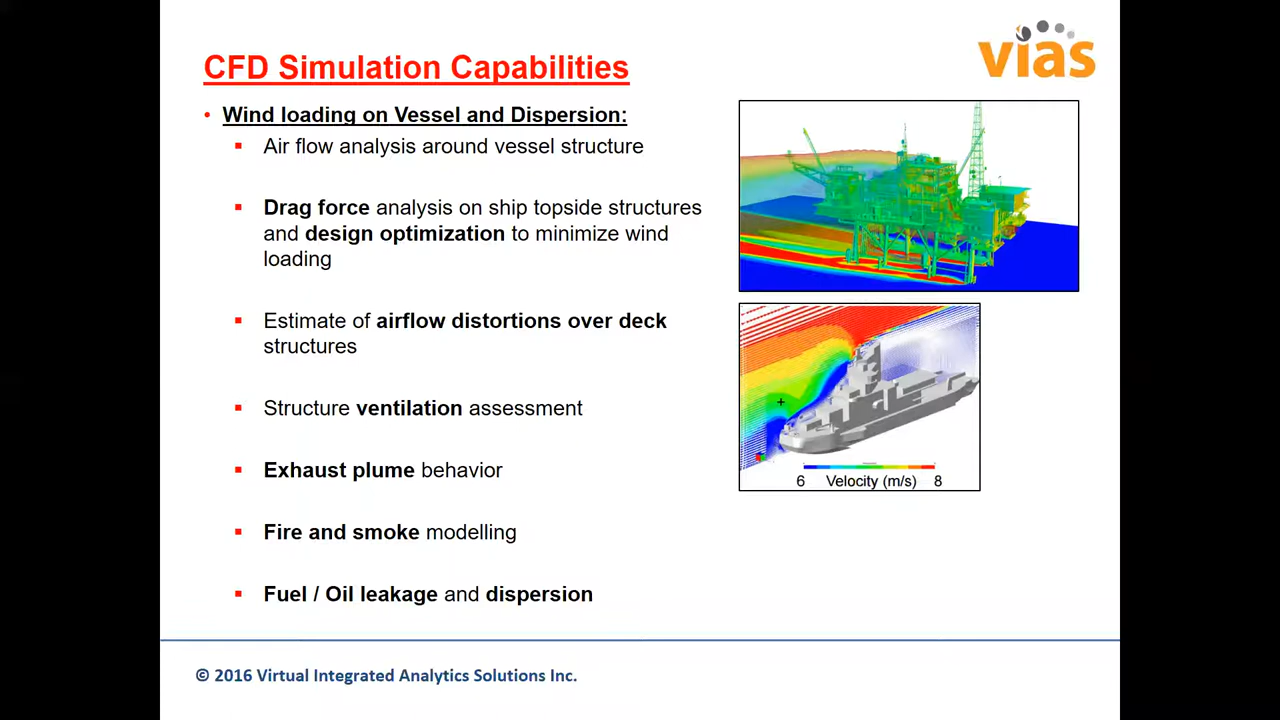 CFD Simulation Capabilities
vias
• Wind loading on Vessel and Dispersion:
▪ Air flow analysis around vessel structure
▪ Drag force analysis on ship topside structures
and design optimization to minimize wind
loading
▪ Estimate of airflow distortions over deck
structures
▪ Structure ventilation assessment
▪ Exhaust plume behavior
▪ Fire and smoke modelling
▪ Fuel / Oil leakage and dispersion
6 Velocity (m/s) 8
© 2016 Virtual Integrated Analytics Solutions Inc.